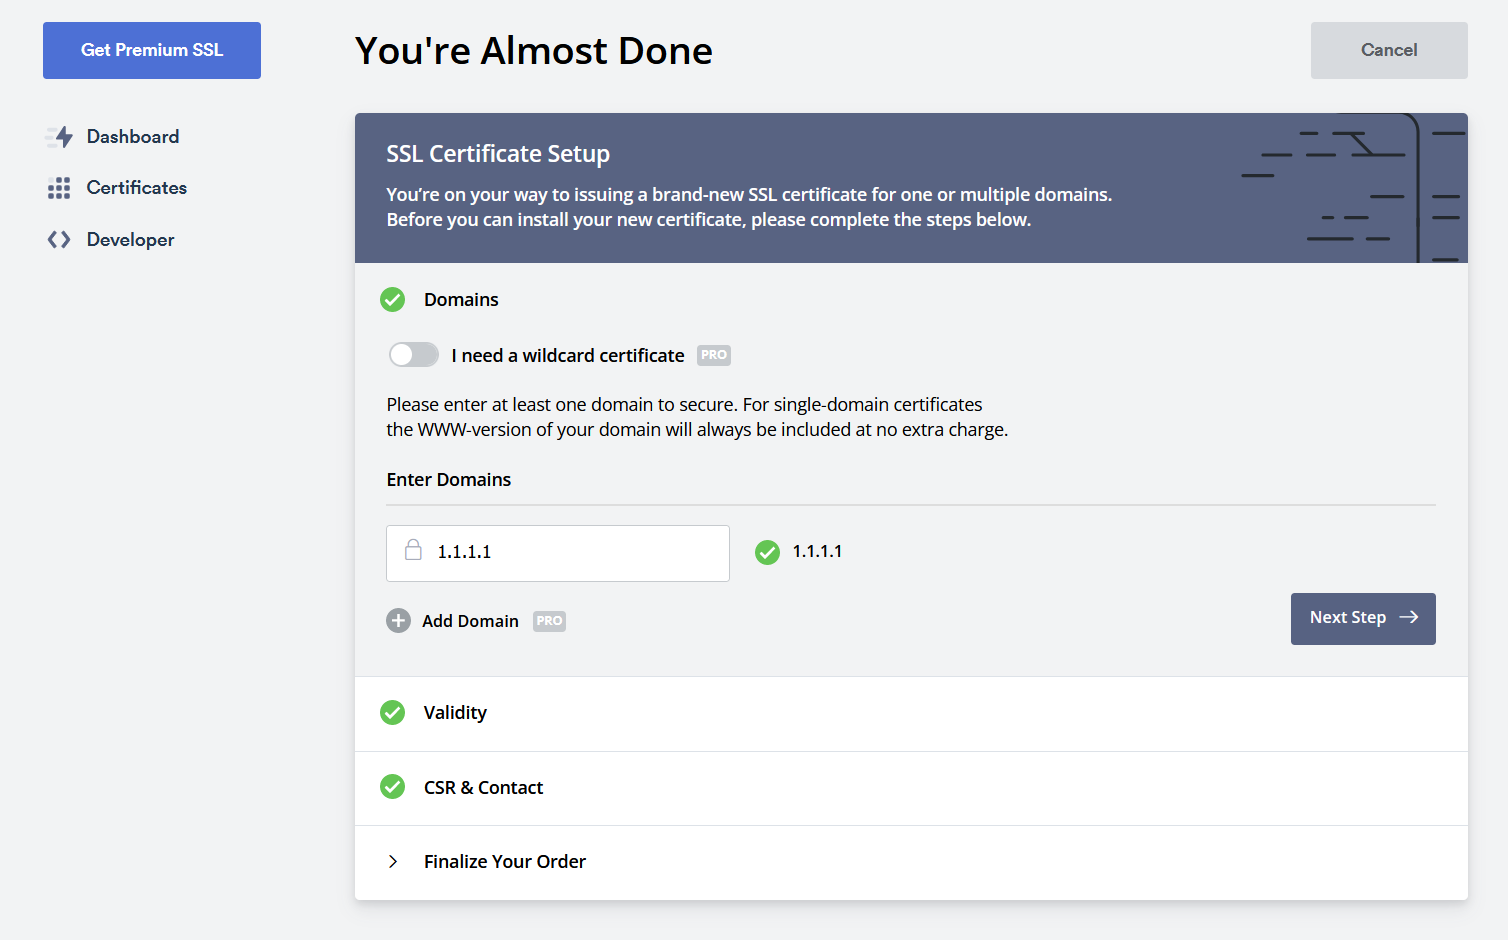 Get Premium SSL
You're Almost Done
Cancel
Dashboard
Certificates
Developer
SSL Certificate Setup
You’re on your way to issuing a brand-new SSL certificate for one or multiple domains.
Before you can install your new certificate, please complete the steps below.
Domains
I need a wildcard certificate PRO
Please enter at least one domain to secure. For single-domain certificates
the WWW-version of your domain will always be included at no extra charge.
Enter Domains
1.1.1.1
1.1.1.1
Add Domain PRO
Next Step
Validity
CSR & Contact
Finalize Your Order